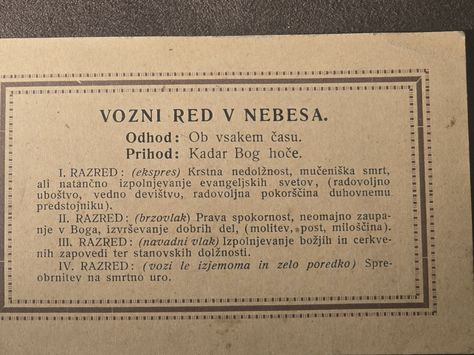 VOZNI RED V NEBESA.
Odhod: Ob vsakem času.
Prihod: Kadar Bog hoče.
I. RAZRED: (ekspres) Krstna nedolžnost, mučeniška smrt,
ali natančno izpolnjevanje evangeljskih svetov, (radovoljno
uboštvo, vedno devištvo, radovoljna pokorščina duhovnemu
predstojniku).
II. RAZRED: (brzovlak) Prava spokornost, neomajno zaupa-
nje v Boga, izvrševanje dobrih del, (molitev, post, miloščina).
III. RAZRED: (navadni vlak) Izpolnjevanje božjih in cerkve-
nih zapovedi ter stanovskih dolžnosti.
IV. RAZRED: (vozi le izjemoma in zelo poredko) Spre-
obrnitev na smrtno uro.